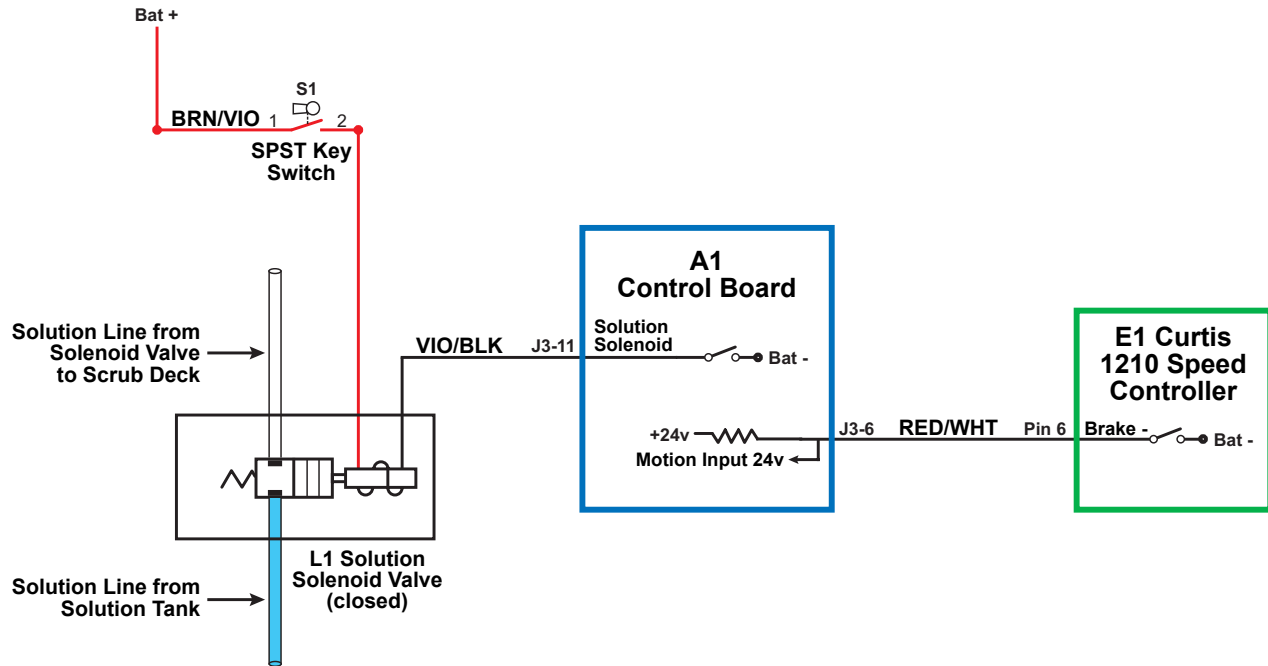 Bat +
S1
BRN/VIO 1 2
SPST Key
Switch
A1
Control Board
Solution Line from
Solenoid Valve
to Scrub Deck
VIO/BLK J3-11
Solution
Solenoid
Bat -
E1 Curtis
1210 Speed
Controller
+24v
J3-6 RED/WHT Pin 6 Brake -
Bat -
Motion Input 24v
L1 Solution
Solenoid Valve
(closed)
Solution Line from
Solution Tank